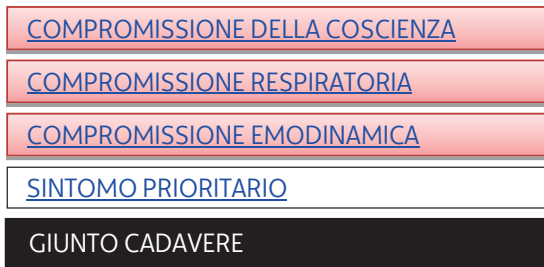 COMPROMISSIONE DELLA COSCIENZA
COMPROMISSIONE RESPIRATORIA
COMPROMISSIONE EMODINAMICA
SINTOMO PRIORITARIO
GIUNTO CADAVERE